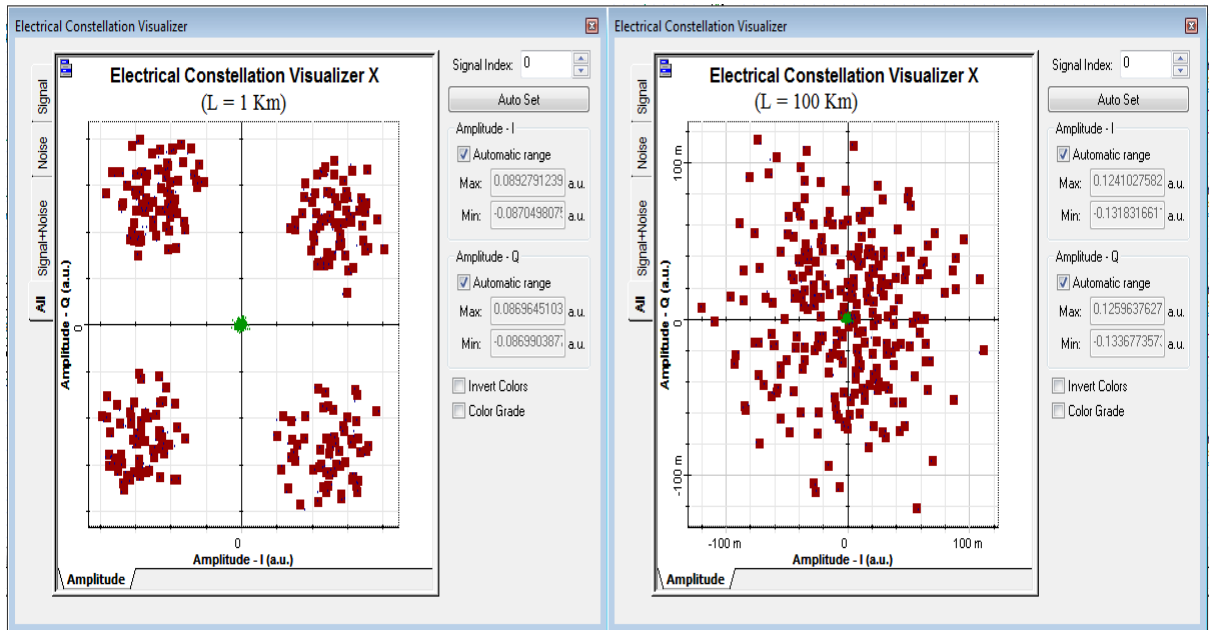 Electrical Constellation Visualizer
Signal
Noise
Signal+Noise
All
Electrical Constellation Visualizer X
(L = 1 Km)
Amplitude - Q (a.u.)
0
0
Amplitude - I (a.u.)
Amplitude
Signal Index: 0
Auto Set
Amplitude - I
Automatic range
Max: 0.0892791239 a.u.
Min: -0.087049807 a.u.
Amplitude - Q
Automatic range
Max: 0.0869645103 a.u.
Min: -0.08699038 a.u.
Invert Colors
Color Grade
Electrical Constellation Visualizer
Signal
Noise
Signal+Noise
All
Electrical Constellation Visualizer X
(L = 100 Km)
Amplitude - Q (a.u.)
100 m
0
-100 m
-100 m 0 100 m
Amplitude - I (a.u.)
Amplitude
Signal Index: 0
Auto Set
Amplitude - I
Automatic range
Max: 0.1241027582 a.u.
Min: -0.131831661 a.u.
Amplitude - Q
Automatic range
Max: 0.1259637627 a.u.
Min: -0.133677357 a.u.
Invert Colors
Color Grade